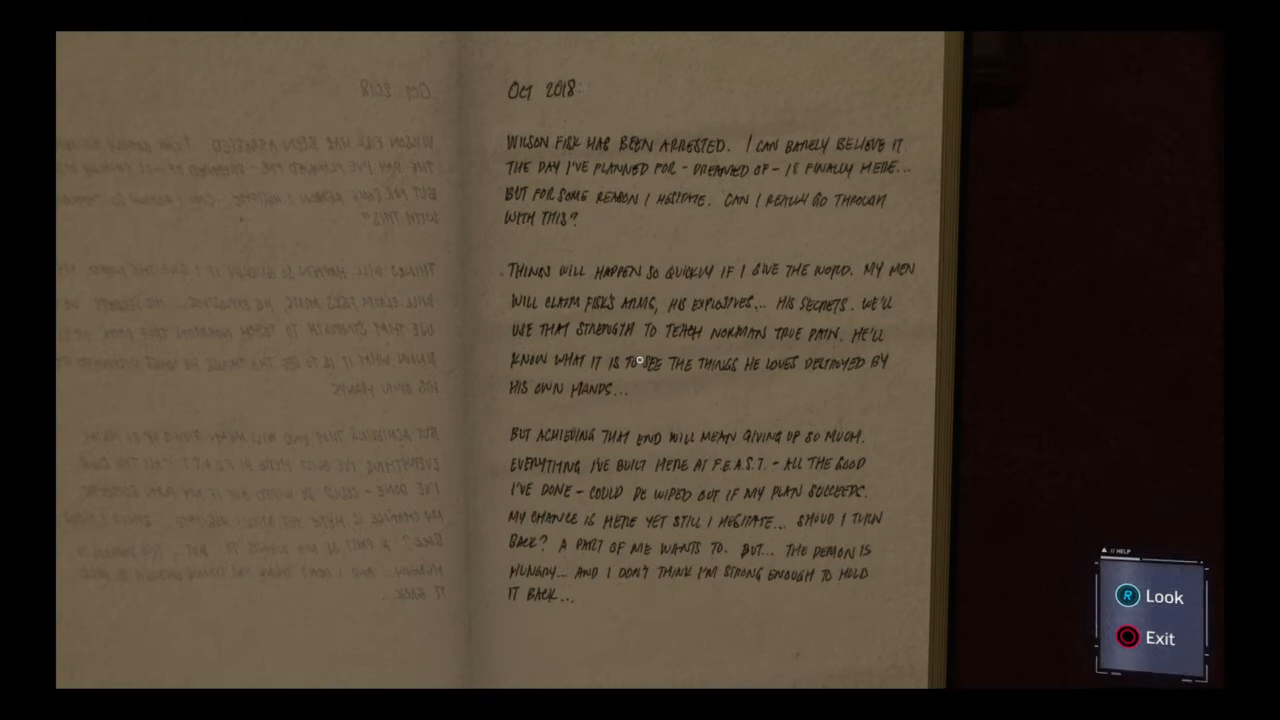 OCT 2018:
WILSON FISK HAS BEEN ARRESTED. I CAN BARELY BELIEVE IT.
THE DAY I'VE PLANNED FOR - DREAMED OF - IS FINALLY HERE...
BUT FOR SOME REASON I HESITATE. CAN I REALLY GO THROUGH
WITH THIS?
THINGS WILL HAPPEN SO QUICKLY IF I GIVE THE WORD. MY MEN
WILL CLAIM FISK'S ARMS, HIS EXPLOSIVES... HIS SECRETS. WE'LL
USE THAT STRENGTH TO TEACH NORMAN TRUE PAIN. HE'LL
KNOW WHAT IT IS TO SEE THE THINGS HE LOVES DESTROYED BY
HIS OWN HANDS...
BUT ACHIEVING THAT END WILL MEAN GIVING UP SO MUCH.
EVERYTHING I'VE BUILT HERE AT F.E.A.S.T. - ALL THE GOOD
I'VE DONE - COULD BE WIPED OUT IF MY PLAN SUCCEEDS.
MY CHANCE IS HERE YET STILL I HESITATE... SHOUD I TURN
BACK? A PART OF ME WANTS TO. BUT... THE DEMON IS
HUNGRY... AND I DON'T THINK I'M STRONG ENOUGH TO HOLD
IT BACK...
// HELP
R Look
Exit